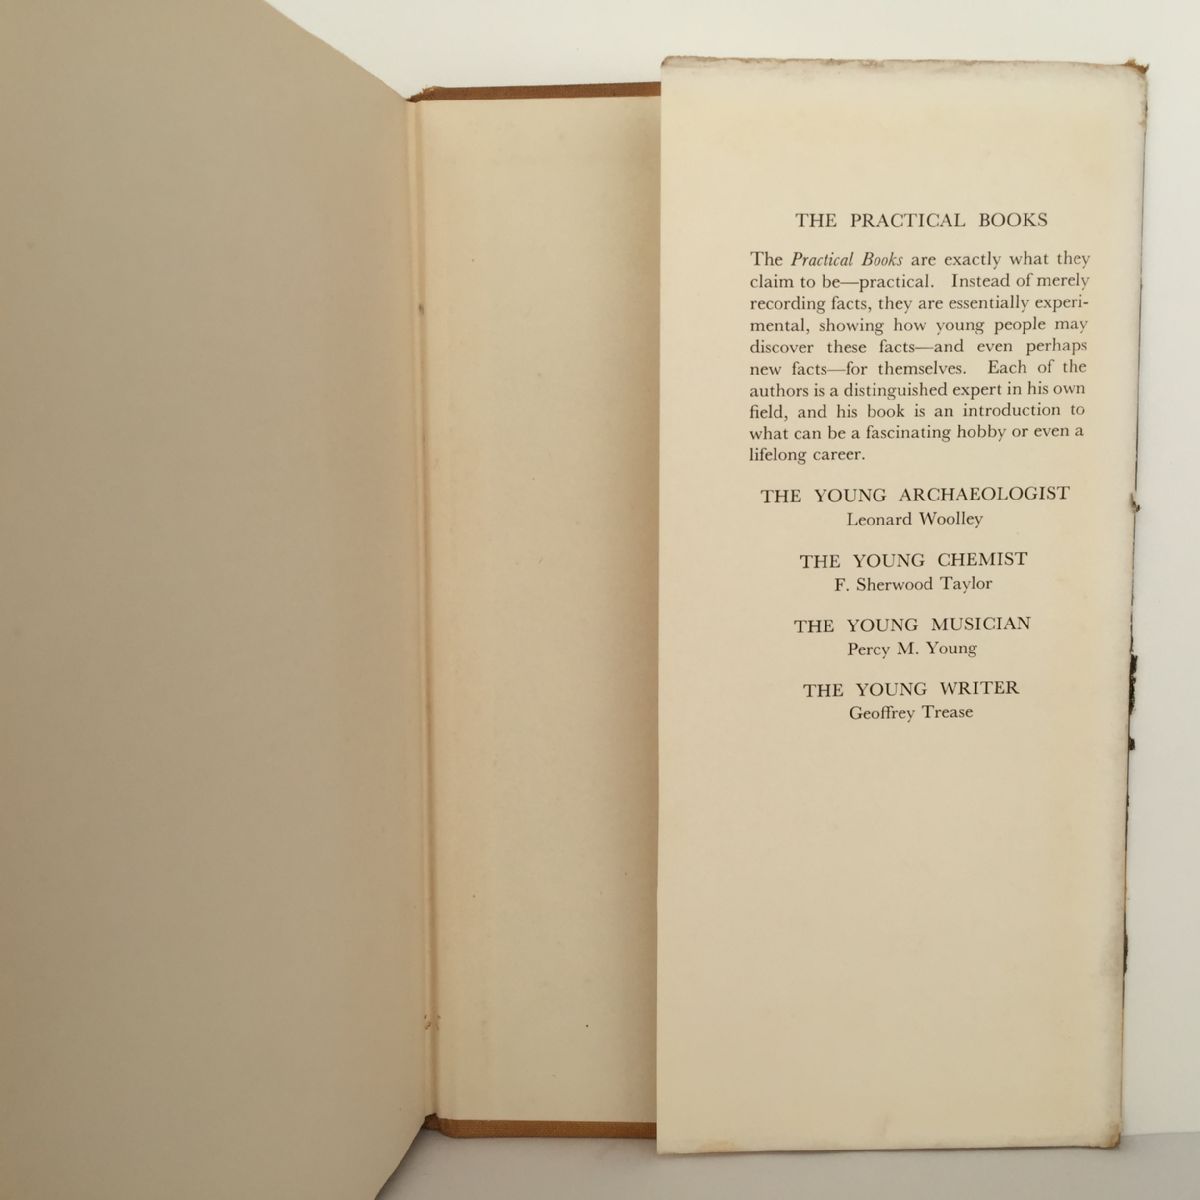 THE PRACTICAL BOOKS
The Practical Books are exactly what they
claim to be—practical. Instead of merely
recording facts, they are essentially experi-
mental, showing how young people may
discover these facts—and even perhaps
new facts—for themselves. Each of the
authors is a distinguished expert in his own
field, and his book is an introduction to
what can be a fascinating hobby or even a
lifelong career.
THE YOUNG ARCHAEOLOGIST
Leonard Woolley
THE YOUNG CHEMIST
F. Sherwood Taylor
THE YOUNG MUSICIAN
Percy M. Young
THE YOUNG WRITER
Geoffrey Trease